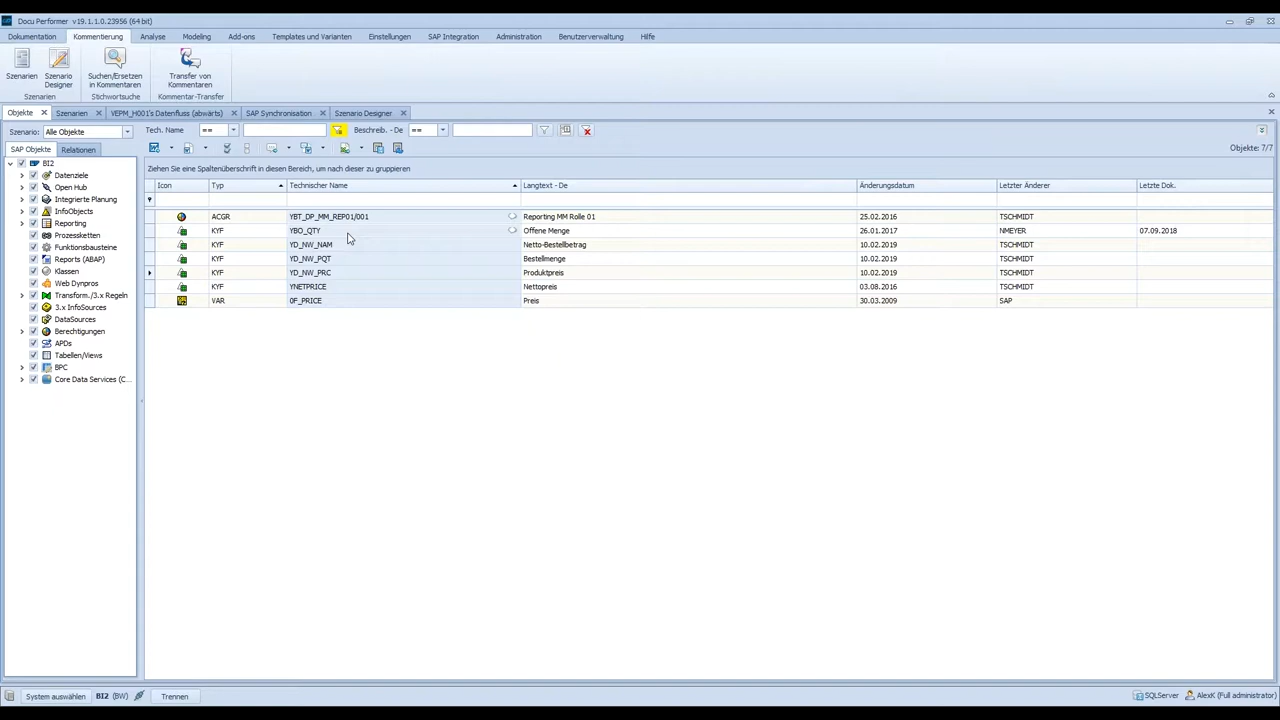 Docu Performer v19.1.1.0.23956 (64 bit)
Dokumentation Kommentierung Analyse Modeling Add-ons Templates und Varianten Einstellungen SAP Integration Administration Benutzerverwaltung Hilfe
Szenarien Szenario Designer Suchen/Ersetzen in Kommentaren Transfer von Kommentaren
Szenarien Stichwortsuche Kommentar-Transfer
Objekte Szenarien VEPM_H001's Datenfluss (abwärts) SAP Synchronisation Szenario Designer
Szenario: Alle Objekte Tech. Name == Beschreib. - De ==
SAP Objekte Relationen Objekte: 7/7
Ziehen Sie eine Spaltenüberschrift in diesen Bereich, um nach dieser zu gruppieren
Icon Typ Technischer Name Langtext - De Änderungsdatum Letzter Änderer Letzte Dok.
ACGR YBT_DP_MM_REP01/001 Reporting MM Rolle 01 25.02.2016 TSCHMIDT
KYF YBO_QTY Offene Menge 26.01.2017 NMEYER 07.09.2018
KYF YD_NW_NAM Netto-Bestellbetrag 10.02.2019 TSCHMIDT
KYF YD_NW_PQT Bestellmenge 10.02.2019 TSCHMIDT
KYF YD_NW_PRC Produktpreis 10.02.2019 TSCHMIDT
KYF YNETPRICE Nettopreis 03.08.2016 TSCHMIDT
VAR 0F_PRICE Preis 30.03.2009 SAP
BI2
Datenziele
Open Hub
Integrierte Planung
InfoObjects
Reporting
Prozessketten
Funktionsbausteine
Reports (ABAP)
Klassen
Web Dynpros
Transform./3.x Regeln
3.x InfoSources
DataSources
Berechtigungen
APDs
Tabellen/Views
BPC
Core Data Services (C...
System auswählen BI2 (BW) Trennen SQLServer AlexK (Full administrator)